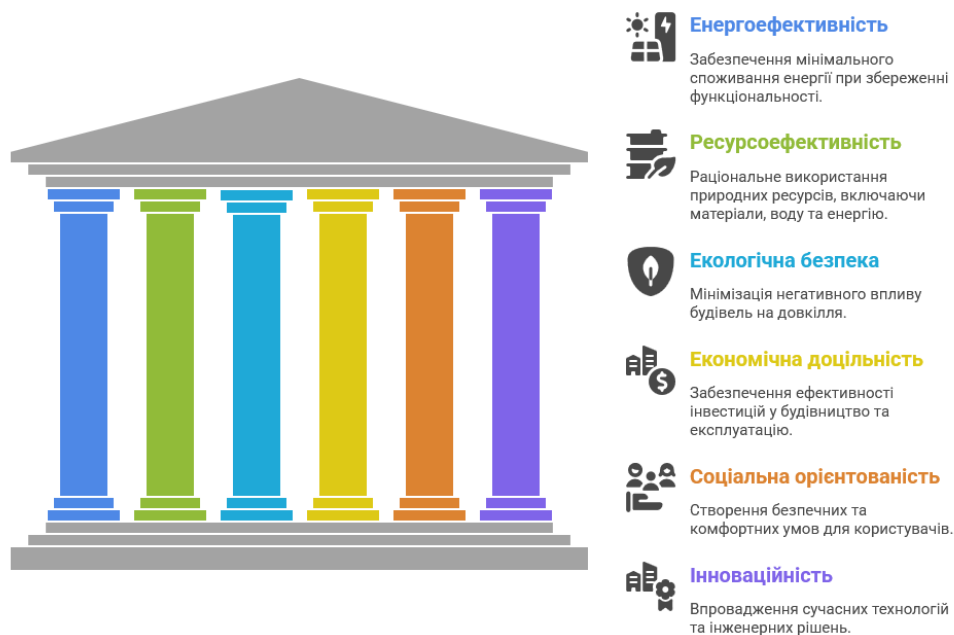 Енергоефективність
Забезпечення мінімального
споживання енергії при збереженні
функціональності.
Ресурсоефективність
Раціональне використання
природних ресурсів, включаючи
матеріали, воду та енергію.
Екологічна безпека
Мінімізація негативного впливу
будівель на довкілля.
Економічна доцільність
Забезпечення ефективності
інвестицій у будівництво та
експлуатацію.
Соціальна орієнтованість
Створення безпечних та
комфортних умов для користувачів.
Інноваційність
Впровадження сучасних технологій
та інженерних рішень.